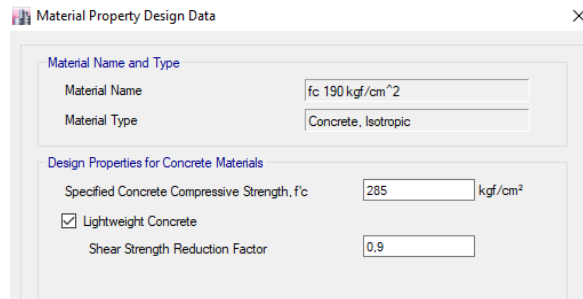 Material Property Design Data
Material Name and Type
Material Name fc 190 kgf/cm^2
Material Type Concrete, Isotropic
Design Properties for Concrete Materials
Specified Concrete Compressive Strength, f'c 285 kgf/cm²
Lightweight Concrete
Shear Strength Reduction Factor 0,9